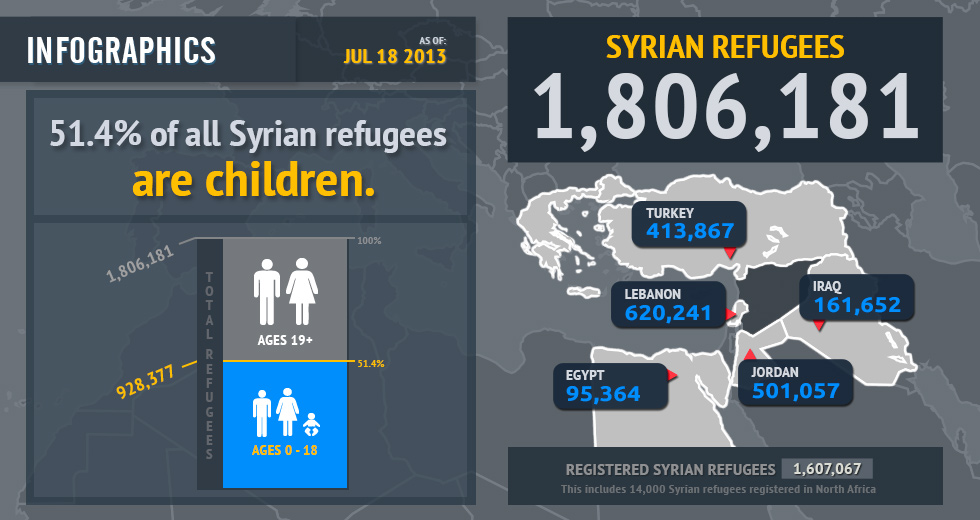 INFOGRAPHICS
AS OF:
JUL 18 2013
51.4% of all Syrian refugees
are children.
1,806,181
100%
TOTAL REFUGEES
AGES 19+
928,377
51.4%
AGES 0 - 18
SYRIAN REFUGEES
1,806,181
TURKEY
413,867
LEBANON
620,241
IRAQ
161,652
EGYPT
95,364
JORDAN
501,057
REGISTERED SYRIAN REFUGEES 1,607,067
This includes 14,000 Syrian refugees registered in North Africa